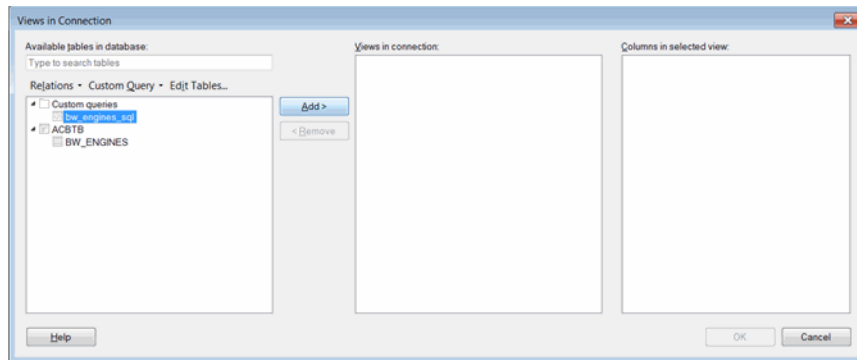 Views in Connection
Available tables in database:
Type to search tables
Relations Custom Query Edit Tables...
Custom queries
bw_engines_sql
ACBTB
BW_ENGINES
Add >
< Remove
Views in connection:
Columns in selected view:
Help
OK
Cancel